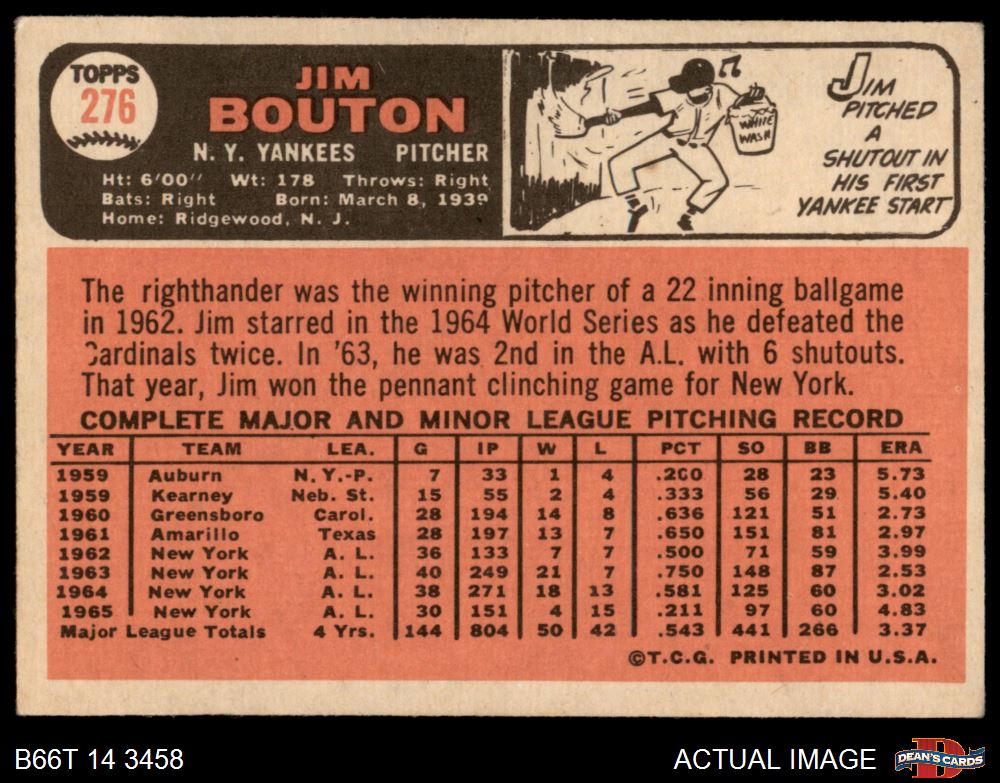 TOPPS
276
JIM
BOUTON
N. Y. YANKEES PITCHER
Ht: 6'00" Wt: 178 Throws: Right
Bats: Right Born: March 8, 1939
Home: Ridgewood, N. J.
WHITE
WASH
JIM
PITCHED
A
SHUTOUT IN
HIS FIRST
YANKEE START
The righthander was the winning pitcher of a 22 inning ballgame
in 1962. Jim starred in the 1964 World Series as he defeated the
Cardinals twice. In '63, he was 2nd in the A.L. with 6 shutouts.
That year, Jim won the pennant clinching game for New York.
COMPLETE MAJOR AND MINOR LEAGUE PITCHING RECORD
YEAR TEAM LEA. G IP W L PCT SO BB ERA
1959 Auburn N.Y.-P. 7 33 1 4 .200 28 23 5.73
1959 Kearney Neb. St. 15 55 2 4 .333 56 29 5.40
1960 Greensboro Carol. 28 194 14 8 .636 121 51 2.73
1961 Amarillo Texas 28 197 13 7 .650 151 81 2.97
1962 New York A. L. 36 133 7 7 .500 71 59 3.99
1963 New York A. L. 40 249 21 7 .750 148 87 2.53
1964 New York A. L. 38 271 18 13 .581 125 60 3.02
1965 New York A. L. 30 151 4 15 .211 97 60 4.83
Major League Totals 4 Yrs. 144 804 50 42 .543 441 266 3.37
©T.C.G. PRINTED IN U.S.A.
B66T 14 3458 ACTUAL IMAGE
DEAN'S CARDS